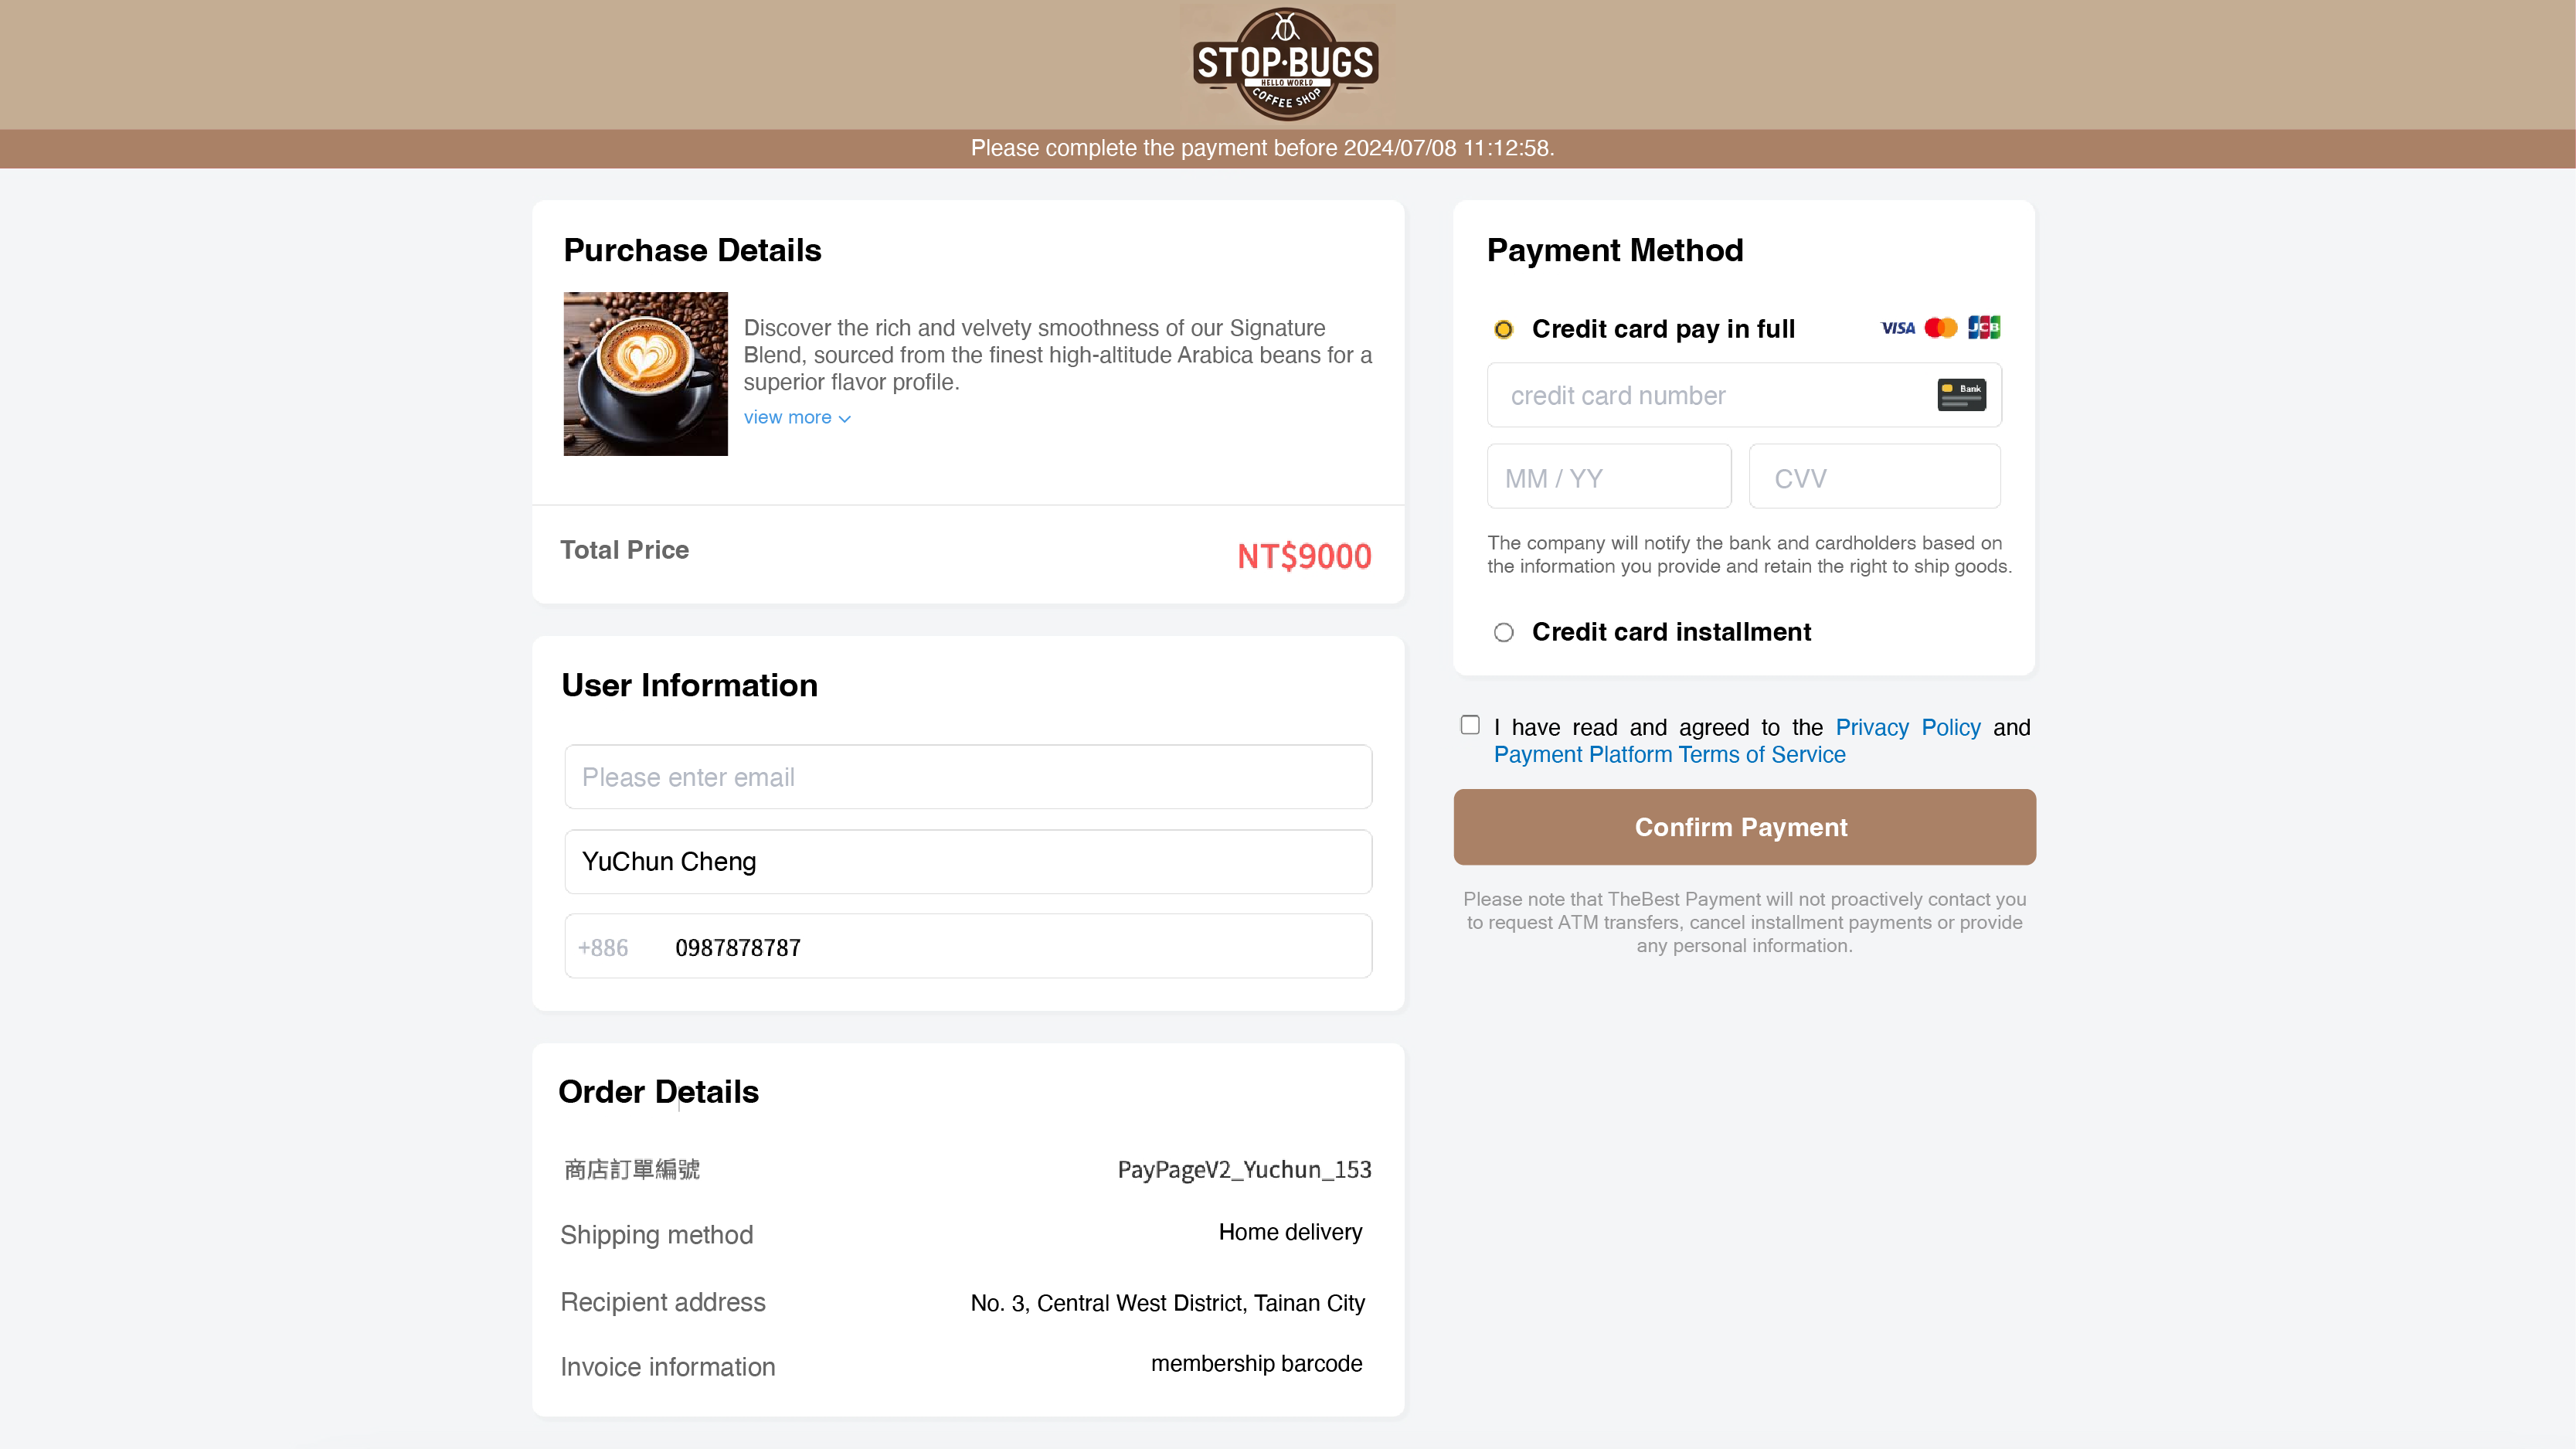 STOP·BUGS
HELLO WORLD
COFFEE SHOP
Please complete the payment before 2024/07/08 11:12:58.
Purchase Details
Discover the rich and velvety smoothness of our Signature
Blend, sourced from the finest high-altitude Arabica beans for a
superior flavor profile.
view more
Total Price
NT$9000
User Information
Please enter email
YuChun Cheng
+886 0987878787
Order Details
商店訂單編號 PayPageV2_Yuchun_153
Shipping method Home delivery
Recipient address No. 3, Central West District, Tainan City
Invoice information membership barcode
Payment Method
Credit card pay in full VISA JCB
credit card number Bank
MM / YY CVV
The company will notify the bank and cardholders based on
the information you provide and retain the right to ship goods.
Credit card installment
I have read and agreed to the Privacy Policy and
Payment Platform Terms of Service
Confirm Payment
Please note that TheBest Payment will not proactively contact you
to request ATM transfers, cancel installment payments or provide
any personal information.